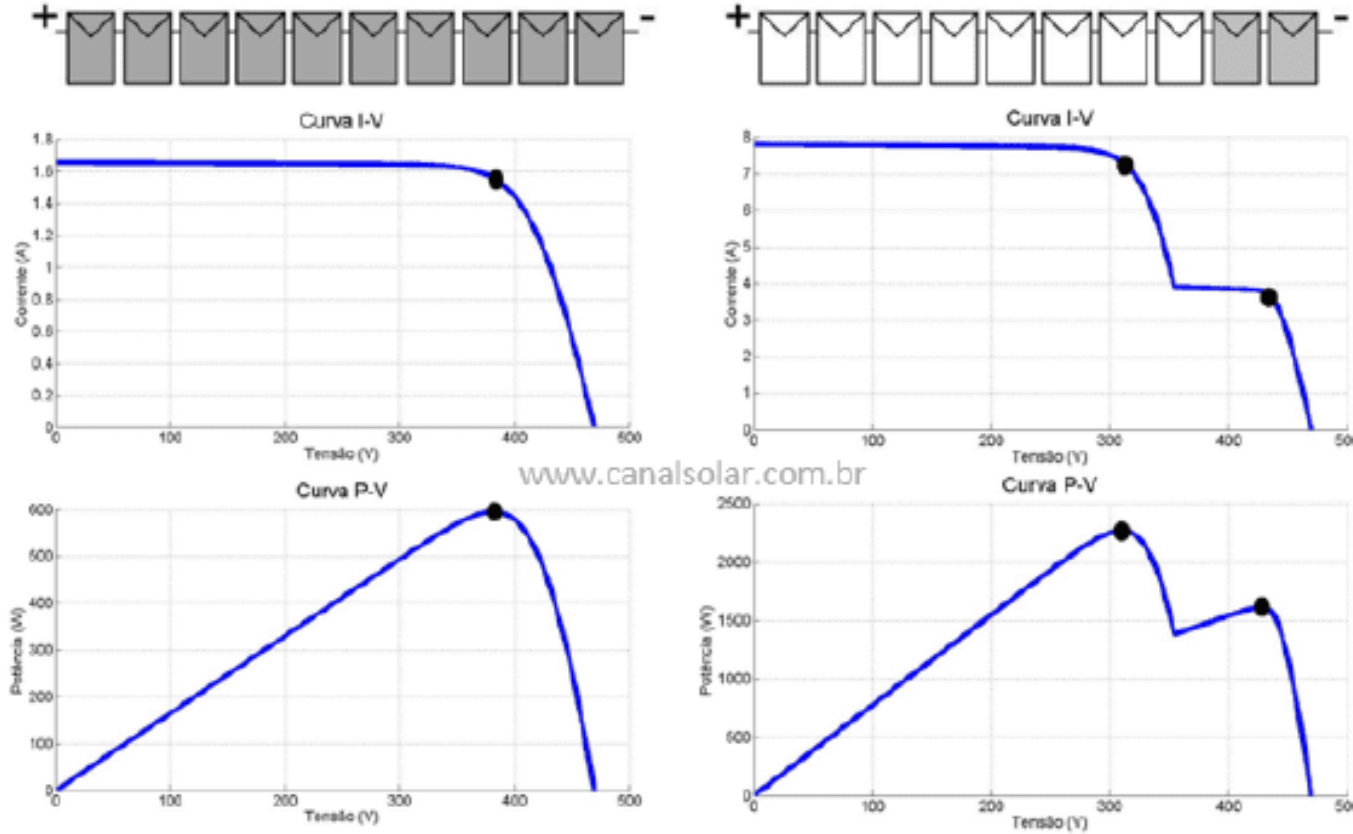 + -
+ -
Curva I-V
1.8
1.6
1.4
1.2
1
0.8
0.6
0.4
0.2
0
Corrente (A)
0 100 200 300 400 500
Tensão (V)
Curva I-V
8
7
6
5
4
3
2
1
0
Corrente (A)
0 100 200 300 400 500
Tensão (V)
www.canalsolar.com.br
Curva P-V
600
500
400
300
200
100
0
Potência (W)
0 100 200 300 400 500
Tensão (V)
Curva P-V
2500
2000
1500
1000
500
0
Potência (W)
0 100 200 300 400 500
Tensão (V)